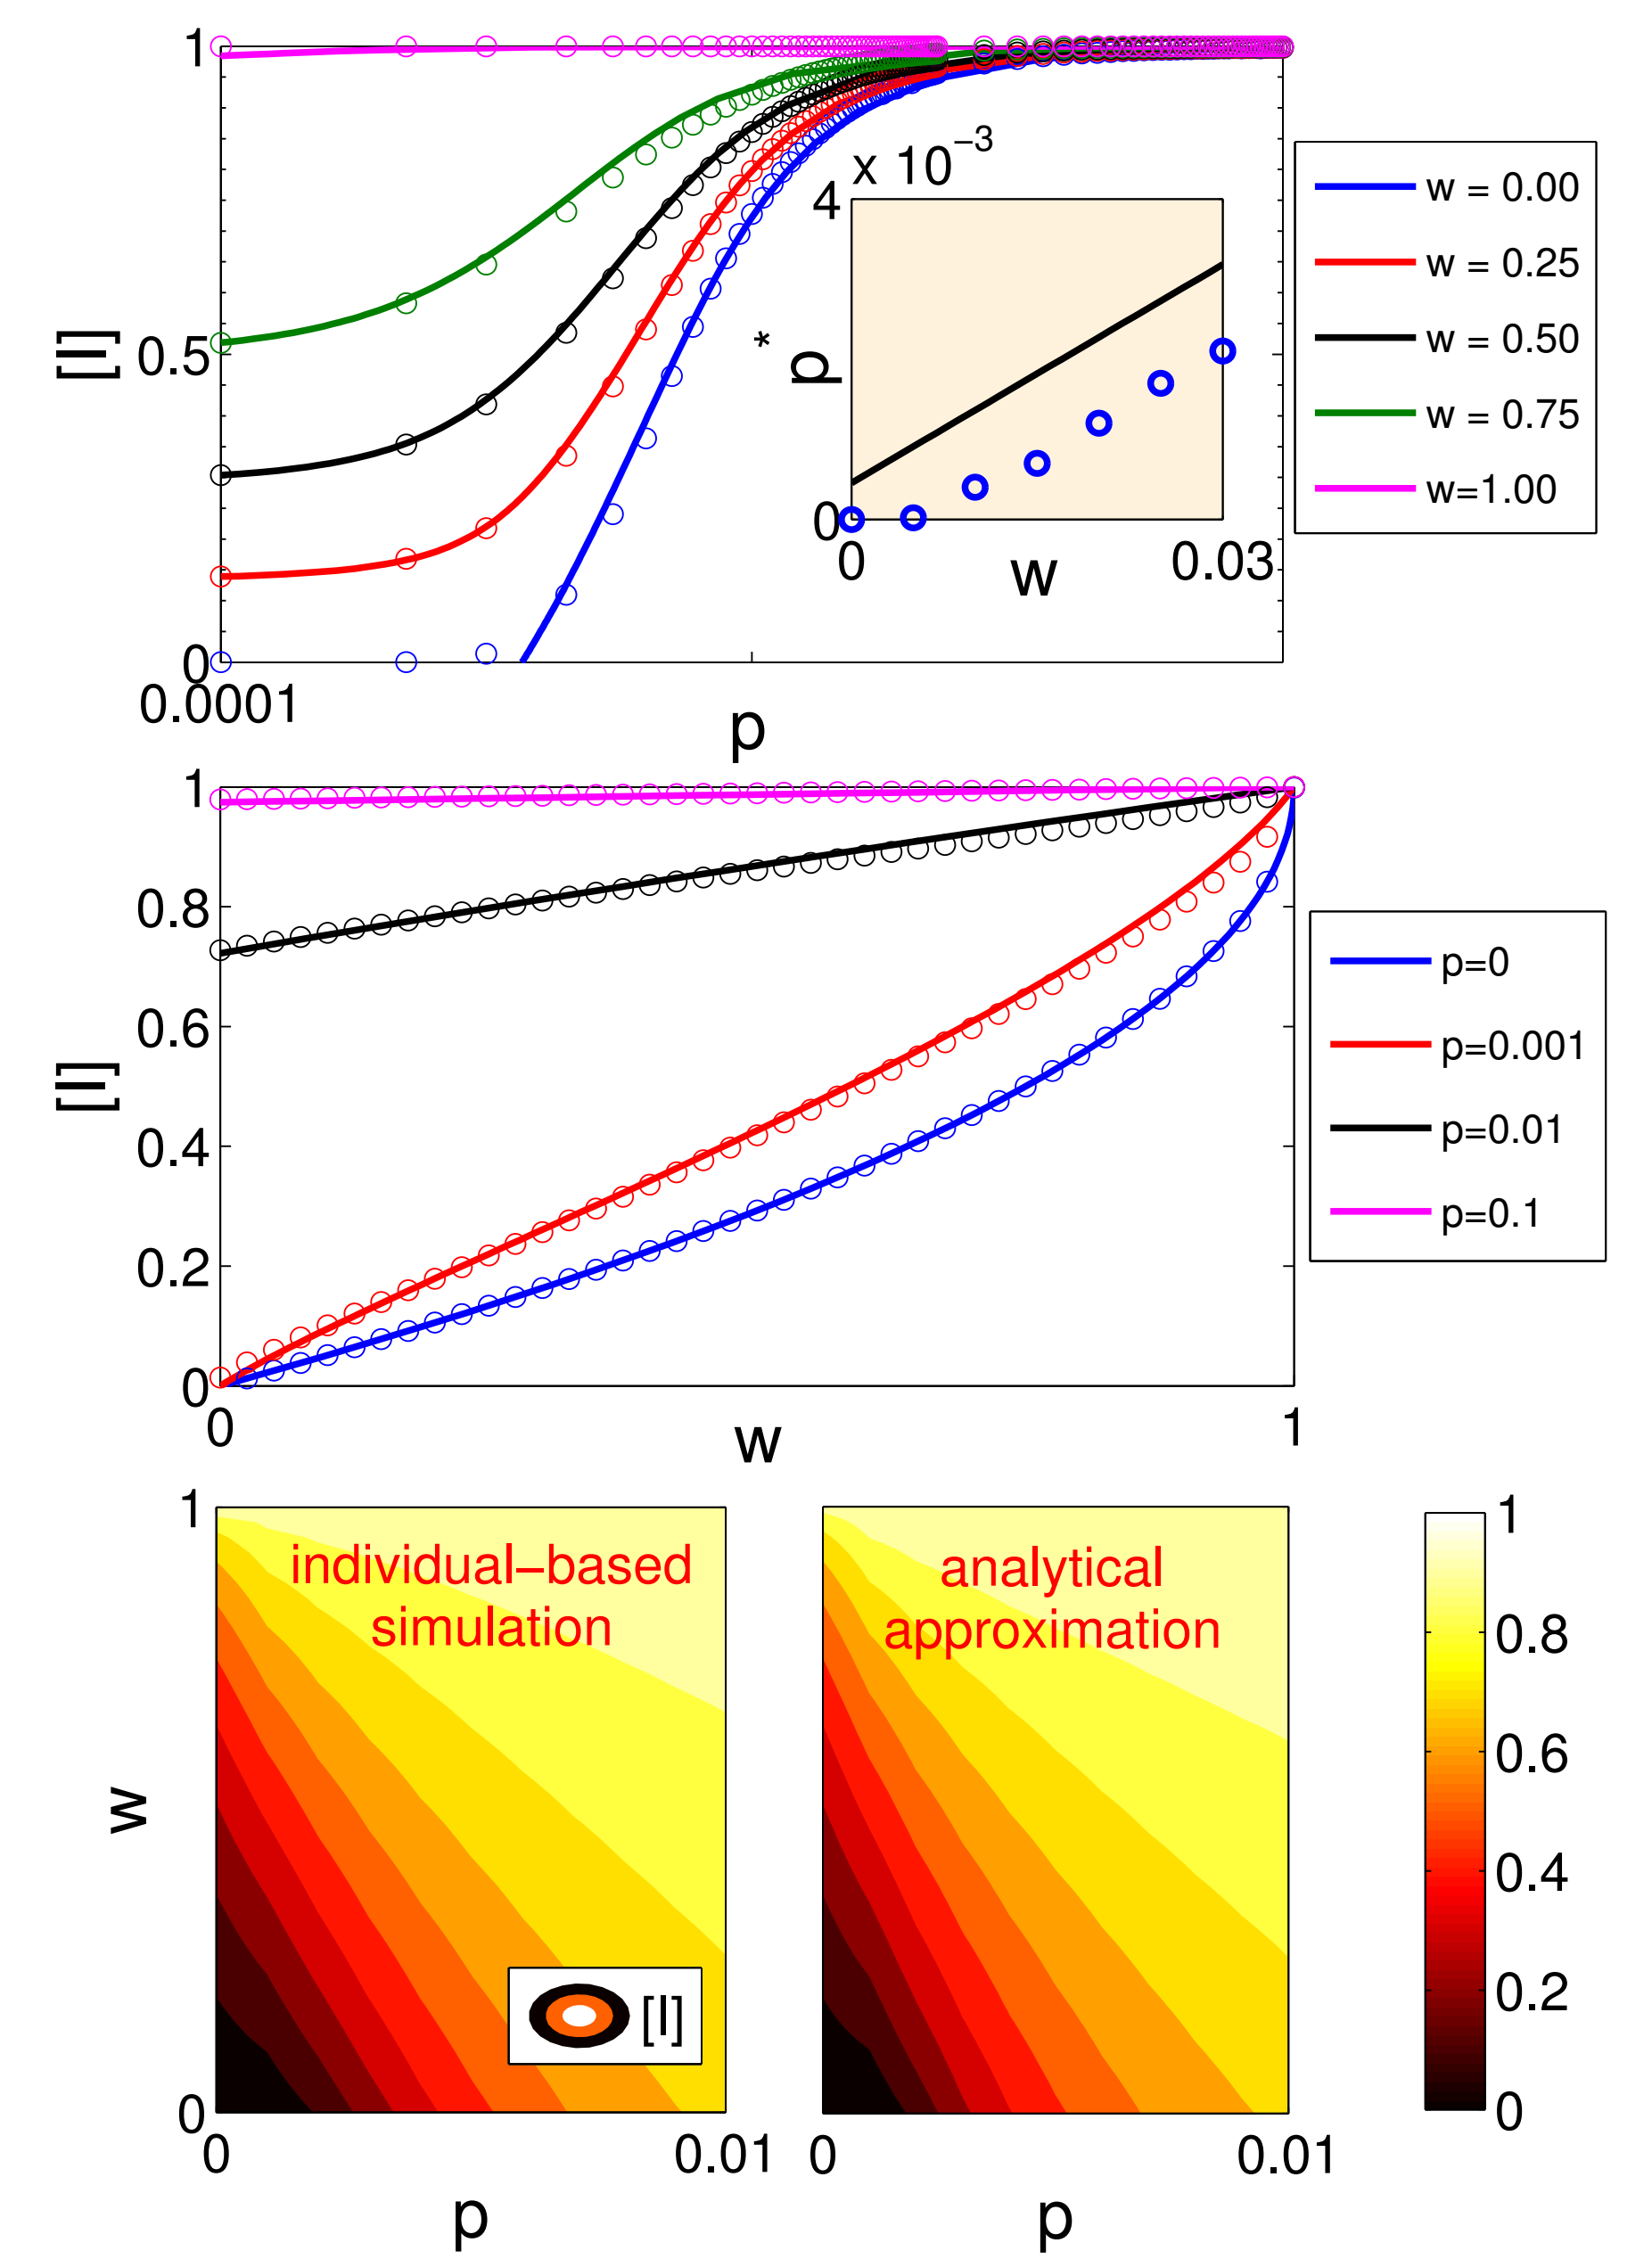 1
0.5
0
[I]
0.0001
p
x 10⁻³
4
0
p*
0
w
0.03
w = 0.00
w = 0.25
w = 0.50
w = 0.75
w=1.00
1
0.8
0.6
0.4
0.2
0
[I]
0
w
1
p=0
p=0.001
p=0.01
p=0.1
1
w
0
individual–based
simulation
[I]
0
0.01
p
analytical
approximation
0
0.01
p
1
0.8
0.6
0.4
0.2
0